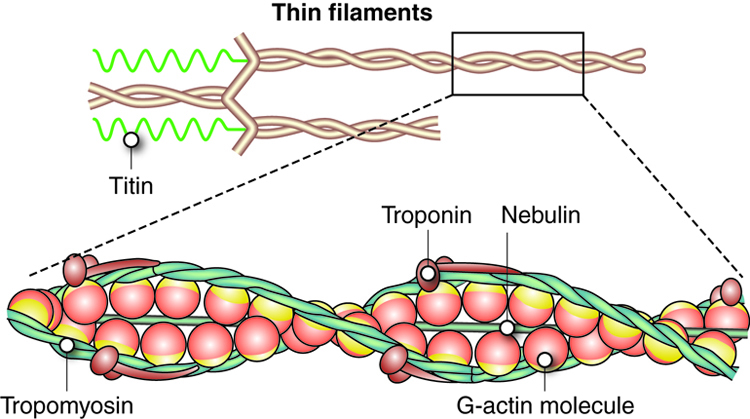 Thin filaments
Titin
Troponin
Nebulin
Tropomyosin
G-actin molecule